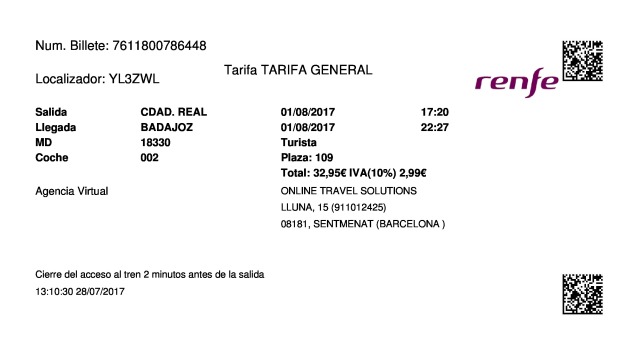 Num. Billete: 7611800786448
Tarifa TARIFA GENERAL
Localizador: YL3ZWL
renfe
Salida CDAD. REAL 01/08/2017 17:20
Llegada BADAJOZ 01/08/2017 22:27
MD 18330 Turista
Coche 002 Plaza: 109
Total: 32,95€ IVA(10%) 2,99€
Agencia Virtual ONLINE TRAVEL SOLUTIONS
LLUNA, 15 (911012425)
08181, SENTMENAT (BARCELONA )
Cierre del acceso al tren 2 minutos antes de la salida
13:10:30 28/07/2017